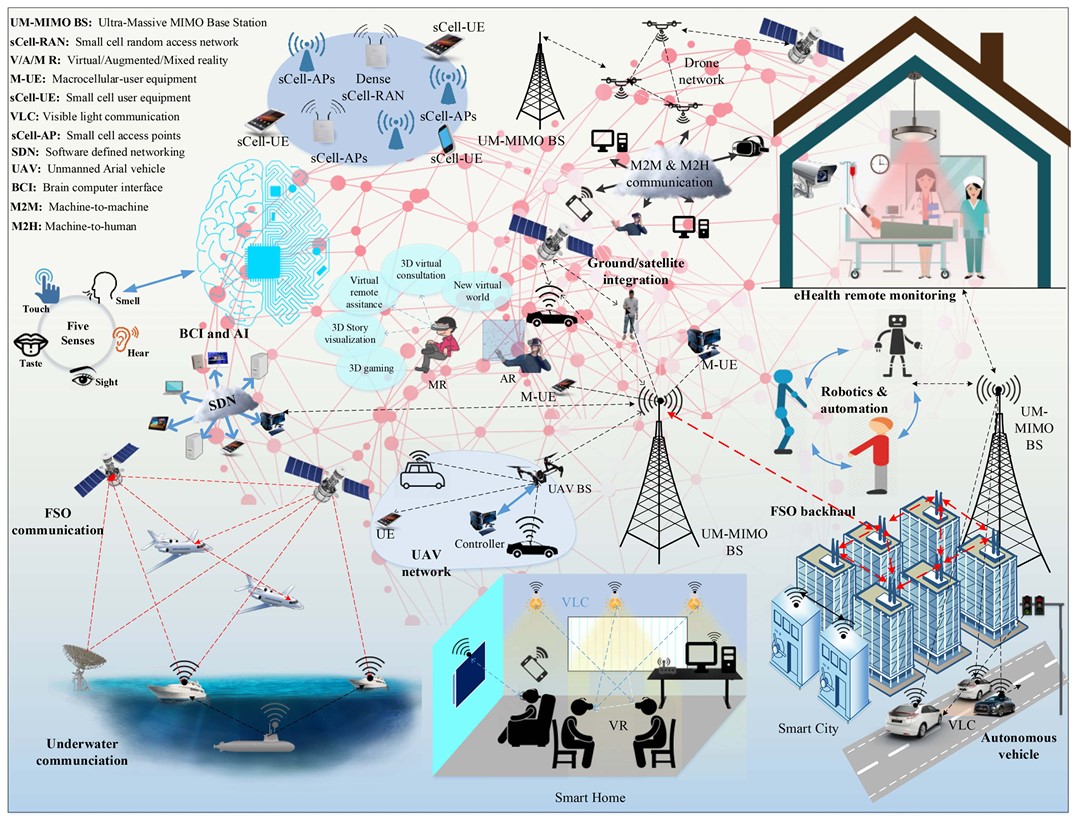 UM-MIMO BS: Ultra-Massive MIMO Base Station
sCell-RAN: Small cell random access network
V/A/M R: Virtual/Augmented/Mixed reality
M-UE: Macrocellular-user equipment
sCell-UE: Small cell user equipment
VLC: Visible light communication
sCell-AP: Small cell access points
SDN: Software defined networking
UAV: Unmanned Arial vehicle
BCI: Brain computer interface
M2M: Machine-to-machine
M2H: Machine-to-human
sCell-UE
sCell-APs
Dense
sCell-RAN
sCell-APs
sCell-UE
sCell-APs
sCell-UE
UM-MIMO BS
Drone
network
M2M & M2H
communication
Ground/satellite
integration
eHealth remote monitoring
Touch
Smell
Five
Senses
Taste
Hear
Sight
BCI and AI
3D virtual
consultation
Virtual
remote
assitance
New virtual
world
3D Story
visualization
3D gaming
MR
AR
M-UE
M-UE
SDN
Robotics &
automation
UM-
MIMO
BS
FSO
communication
UAV BS
UE
Controller
UAV
network
UM-MIMO
BS
FSO backhaul
VLC
VR
Smart Home
Underwater
communciation
Smart City
VLC
Autonomous
vehicle